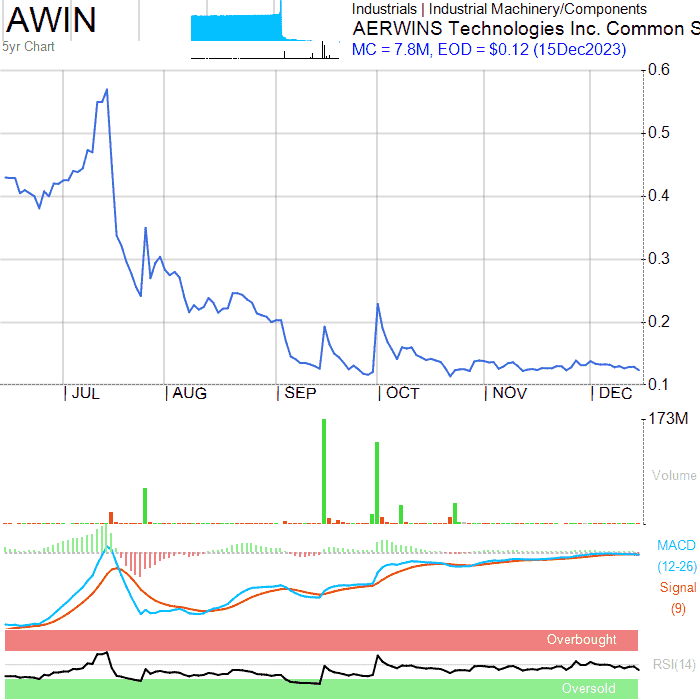 AWIN
5yr Chart
Industrials | Industrial Machinery/Components
AERWINS Technologies Inc. Common S
MC = 7.8M, EOD = $0.12 (15Dec2023)
0.6
0.5
0.4
0.3
0.2
0.1
JUL AUG SEP OCT NOV DEC
173M
Volume
MACD
(12-26)
Signal
(9)
Overbought
RSI(14)
Oversold